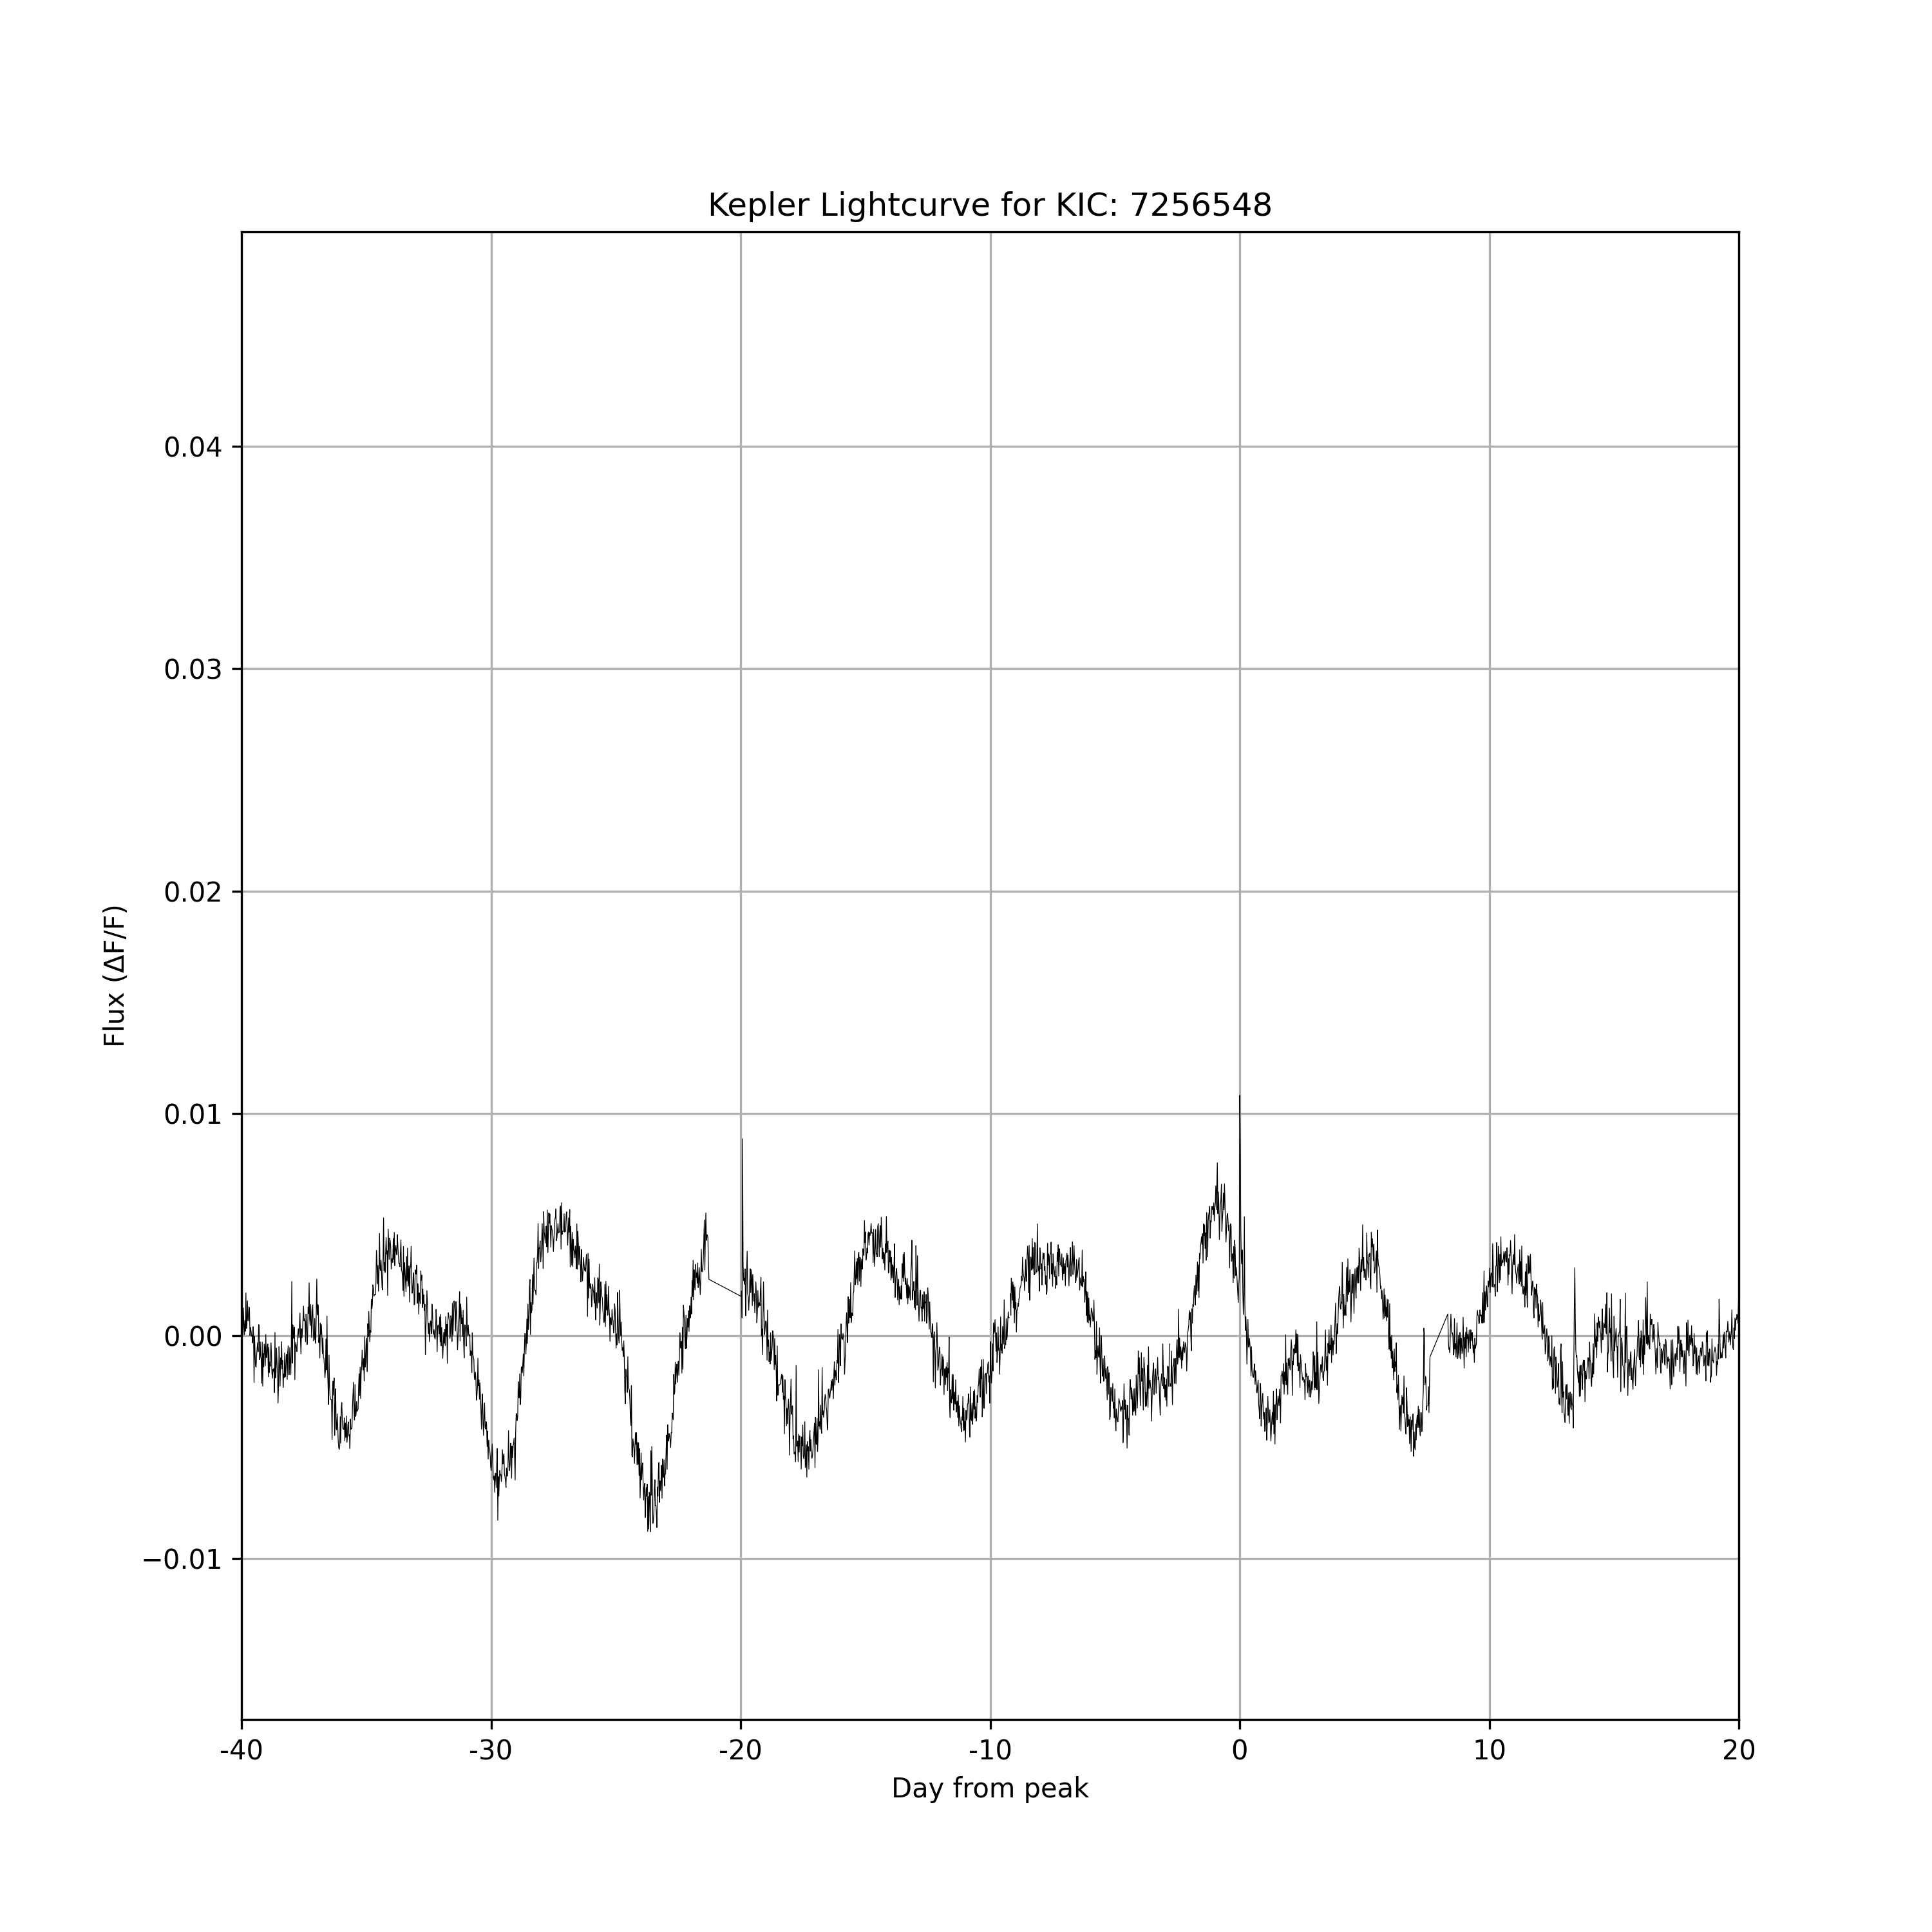 Kepler Lightcurve for KIC: 7256548
Flux (ΔF/F)
0.04
0.03
0.02
0.01
0.00
−0.01
-40 -30 -20 -10 0 10 20
Day from peak